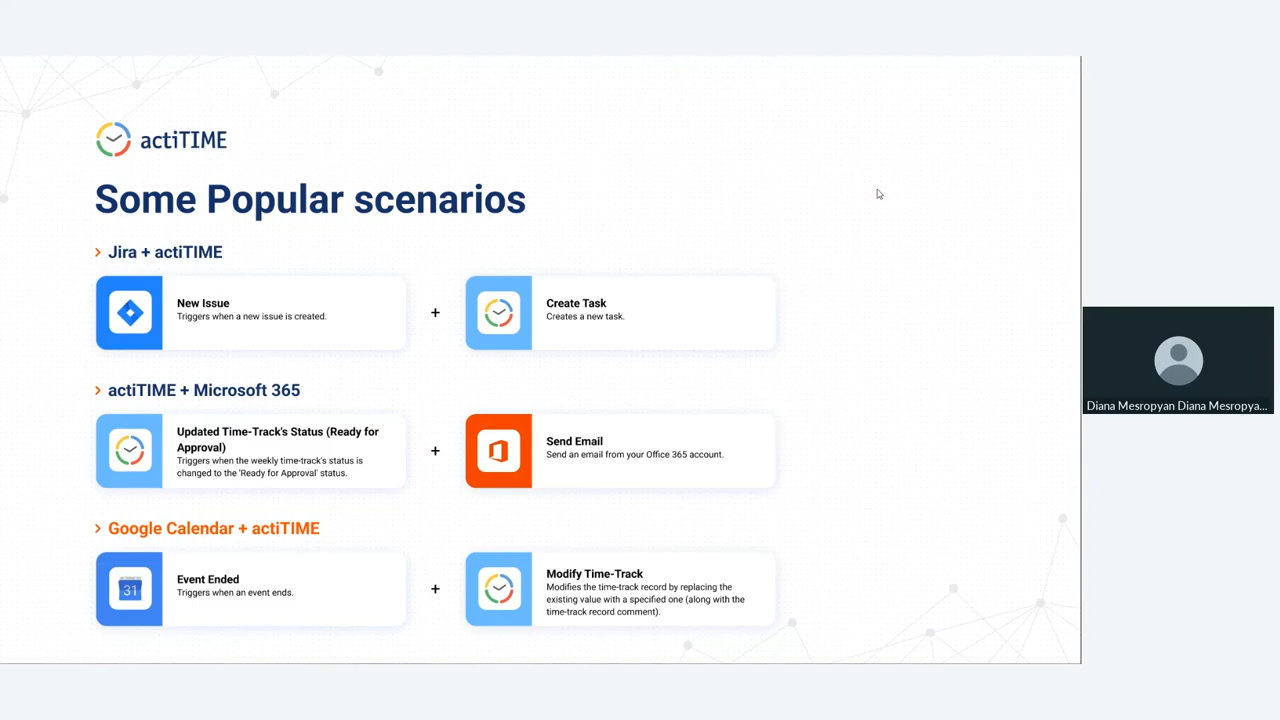 actiTIME
Some Popular scenarios
Jira + actiTIME
New Issue
Triggers when a new issue is created.
+
Create Task
Creates a new task.
actiTIME + Microsoft 365
Updated Time-Track's Status (Ready for
Approval)
Triggers when the weekly time-track's status is
changed to the 'Ready for Approval' status.
+
Send Email
Send an email from your Office 365 account.
Google Calendar + actiTIME
31
Event Ended
Triggers when an event ends.
+
Modify Time-Track
Modifies the time-track record by replacing the
existing value with a specified one (along with the
time-track record comment).
Diana Mesropyan Diana Mesropya...